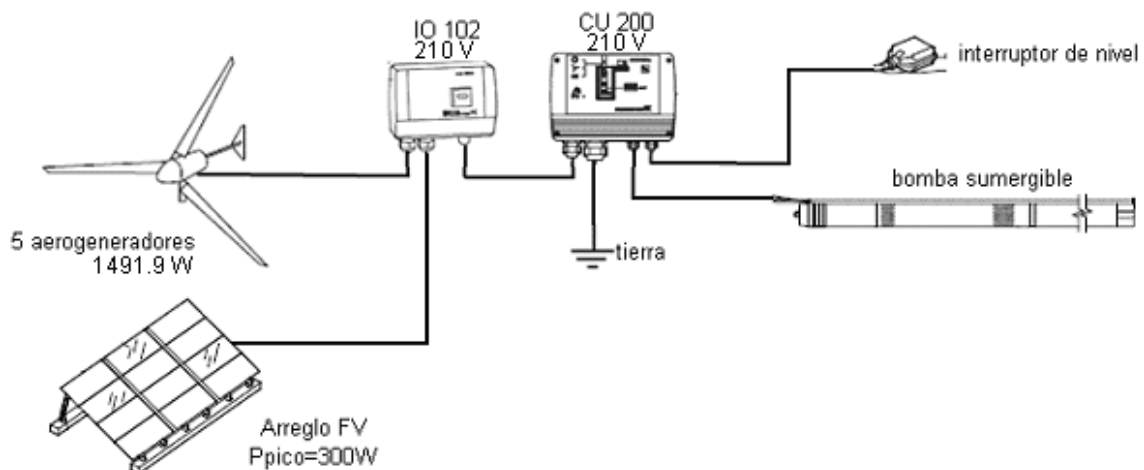 IO 102
210 V
CU 200
210 V
interruptor de nivel
bomba sumergible
5 aerogeneradores
1491.9 W
tierra
Arreglo FV
Ppico=300W